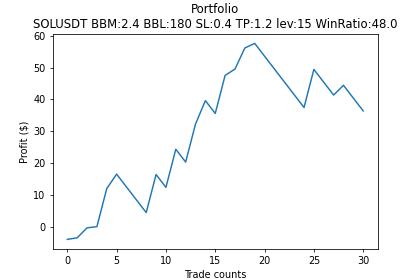 Portfolio
SOLUSDT BBM:2.4 BBL:180 SL:0.4 TP:1.2 lev:15 WinRatio:48.0
60
50
40
30
20
10
0
Profit ($)
0 5 10 15 20 25 30
Trade counts